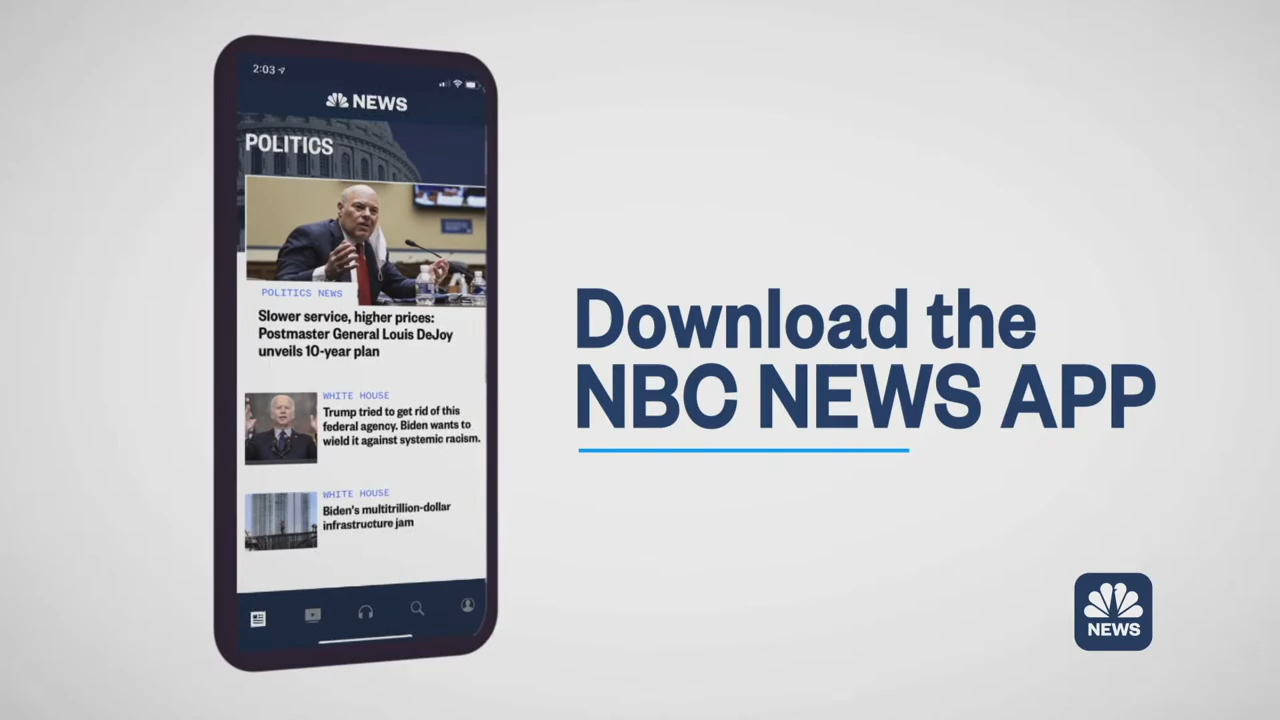 2:03
NEWS
POLITICS
POLITICS NEWS
Slower service, higher prices:
Postmaster General Louis DeJoy
unveils 10-year plan
WHITE HOUSE
Trump tried to get rid of this
federal agency. Biden wants to
wield it against systemic racism.
WHITE HOUSE
Biden's multitrillion-dollar
infrastructure jam
Download the
NBC NEWS APP
NEWS